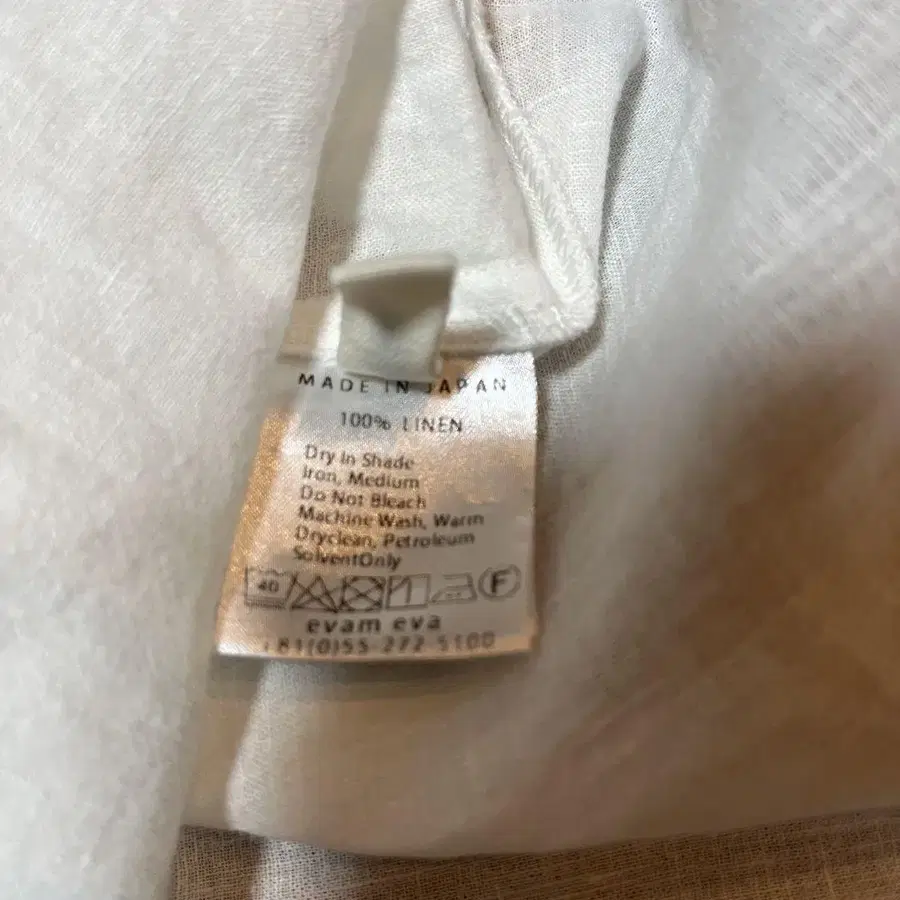 MADE IN JAPAN
100% LINEN
Dry In Shade
Iron, Medium
Do Not Bleach
Machine Wash, Warm
Dryclean, Petroleum
SolventOnly
40 F
evam eva
+81(0)55-272-5100